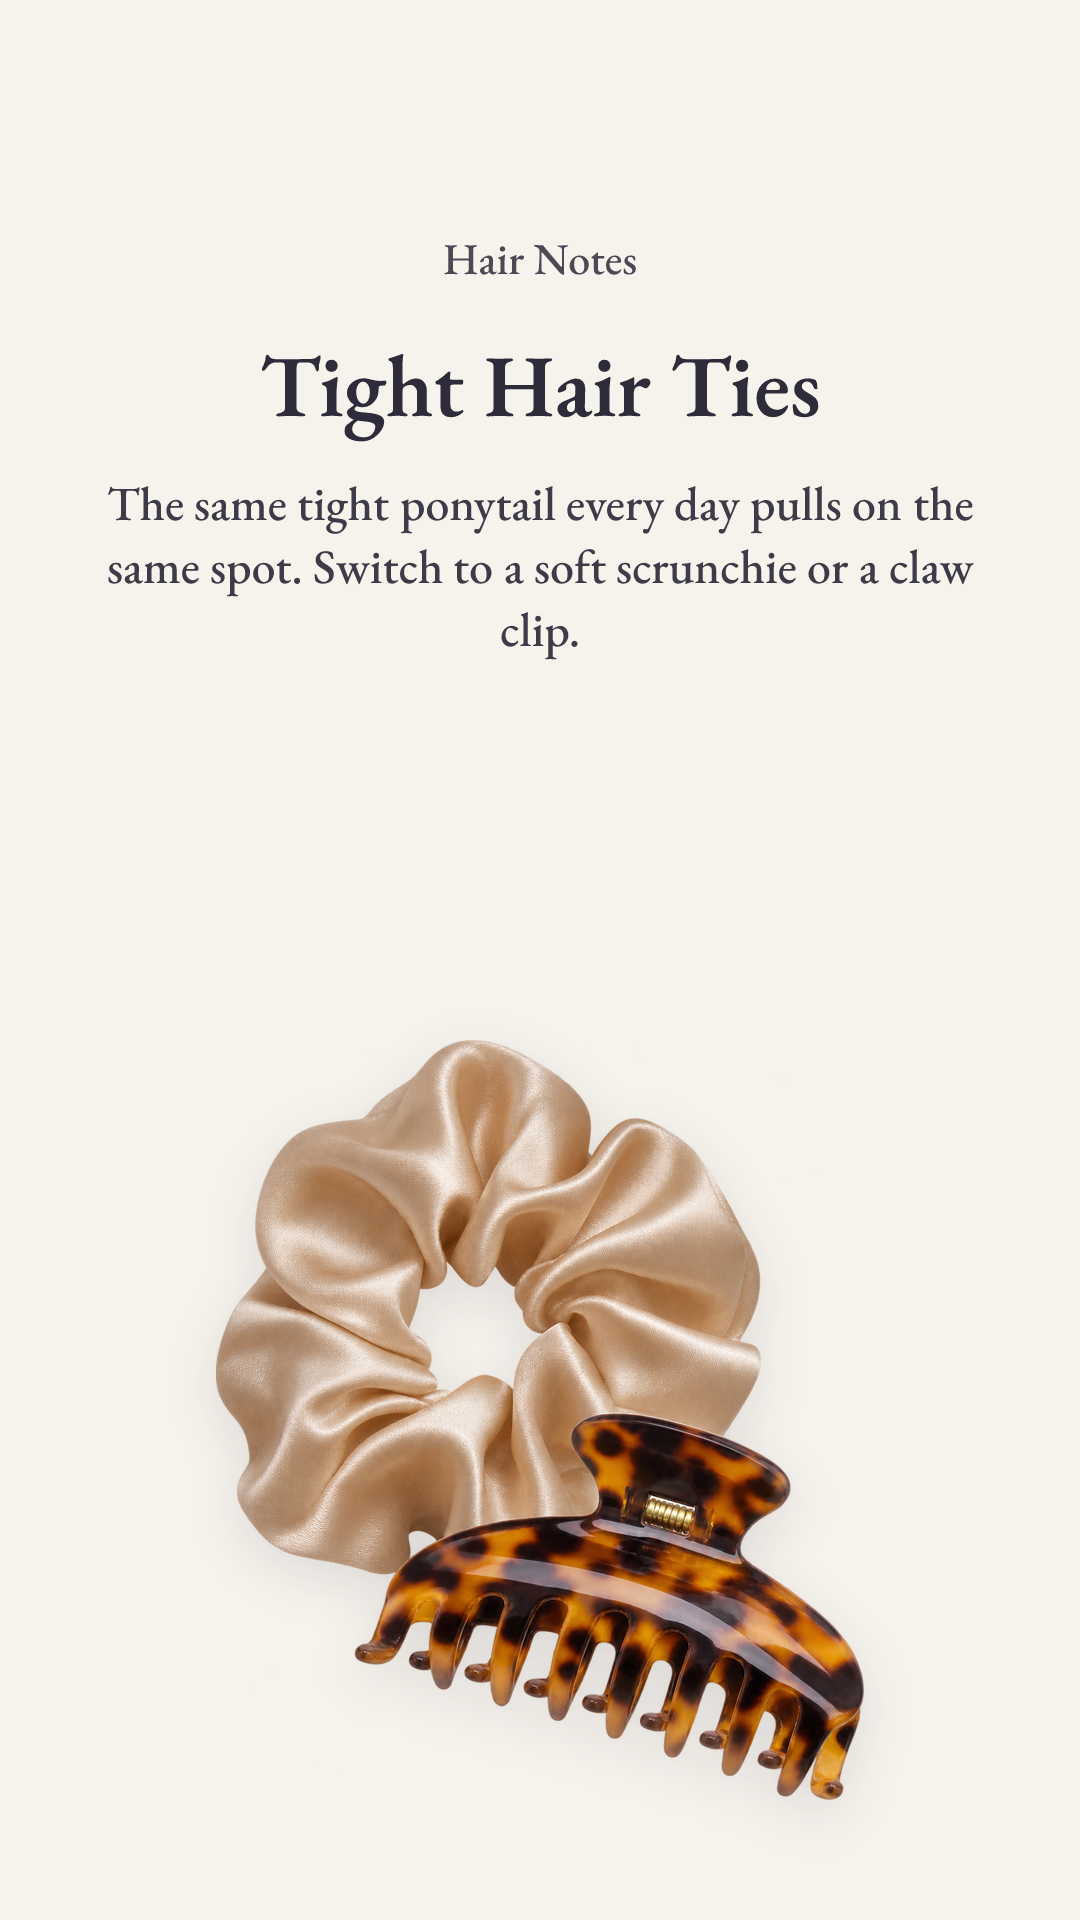 Hair Notes
Tight Hair Ties
The same tight ponytail every day pulls on the
same spot. Switch to a soft scrunchie or a claw
clip.